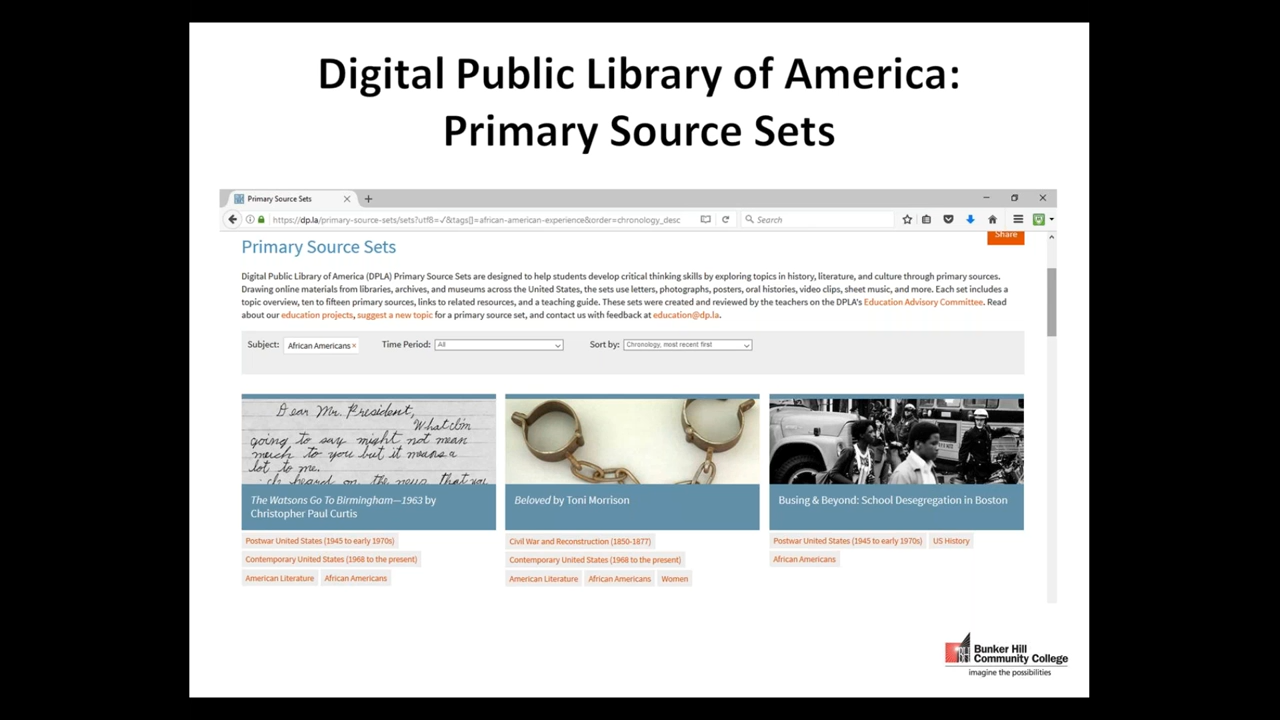 Digital Public Library of America:
Primary Source Sets
Primary Source Sets
https://dp.la/primary-source-sets/sets?utf8=✓&tags[]=african-american-experience&order=chronology_desc
Search
Share
Primary Source Sets
Digital Public Library of America (DPLA) Primary Source Sets are designed to help students develop critical thinking skills by exploring topics in history, literature, and culture through primary sources.
Drawing online materials from libraries, archives, and museums across the United States, the sets use letters, photographs, posters, oral histories, video clips, sheet music, and more. Each set includes a
topic overview, ten to fifteen primary sources, links to related resources, and a teaching guide. These sets were created and reviewed by the teachers on the DPLA's Education Advisory Committee. Read
about our education projects, suggest a new topic for a primary source set, and contact us with feedback at education@dp.la.
Subject: African Americans × Time Period: All Sort by: Chronology, most recent first
Dear Mr. President,
What I'm
going to say might not mean
much to you but it means a
lot to me.
heard on the news that you
The Watsons Go To Birmingham—1963 by
Christopher Paul Curtis
Postwar United States (1945 to early 1970s)
Contemporary United States (1968 to the present)
American Literature African Americans
Beloved by Toni Morrison
Civil War and Reconstruction (1850-1877)
Contemporary United States (1968 to the present)
American Literature African Americans Women
Busing & Beyond: School Desegregation in Boston
Postwar United States (1945 to early 1970s) US History
African Americans
Bunker Hill
Community College
imagine the possibilities